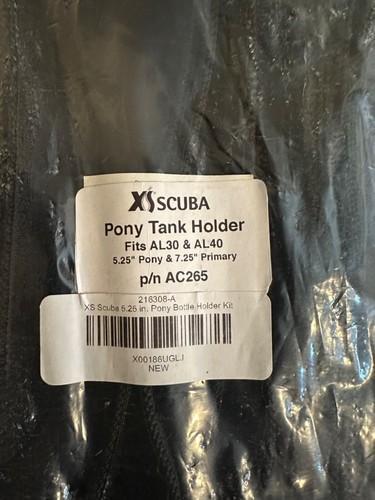 XS SCUBA
Pony Tank Holder
Fits AL30 & AL40
5.25" Pony & 7.25" Primary
p/n AC265
216308-A
XS Scuba 5.25 in. Pony Bottle Holder Kit
X00186UGLJ
NEW